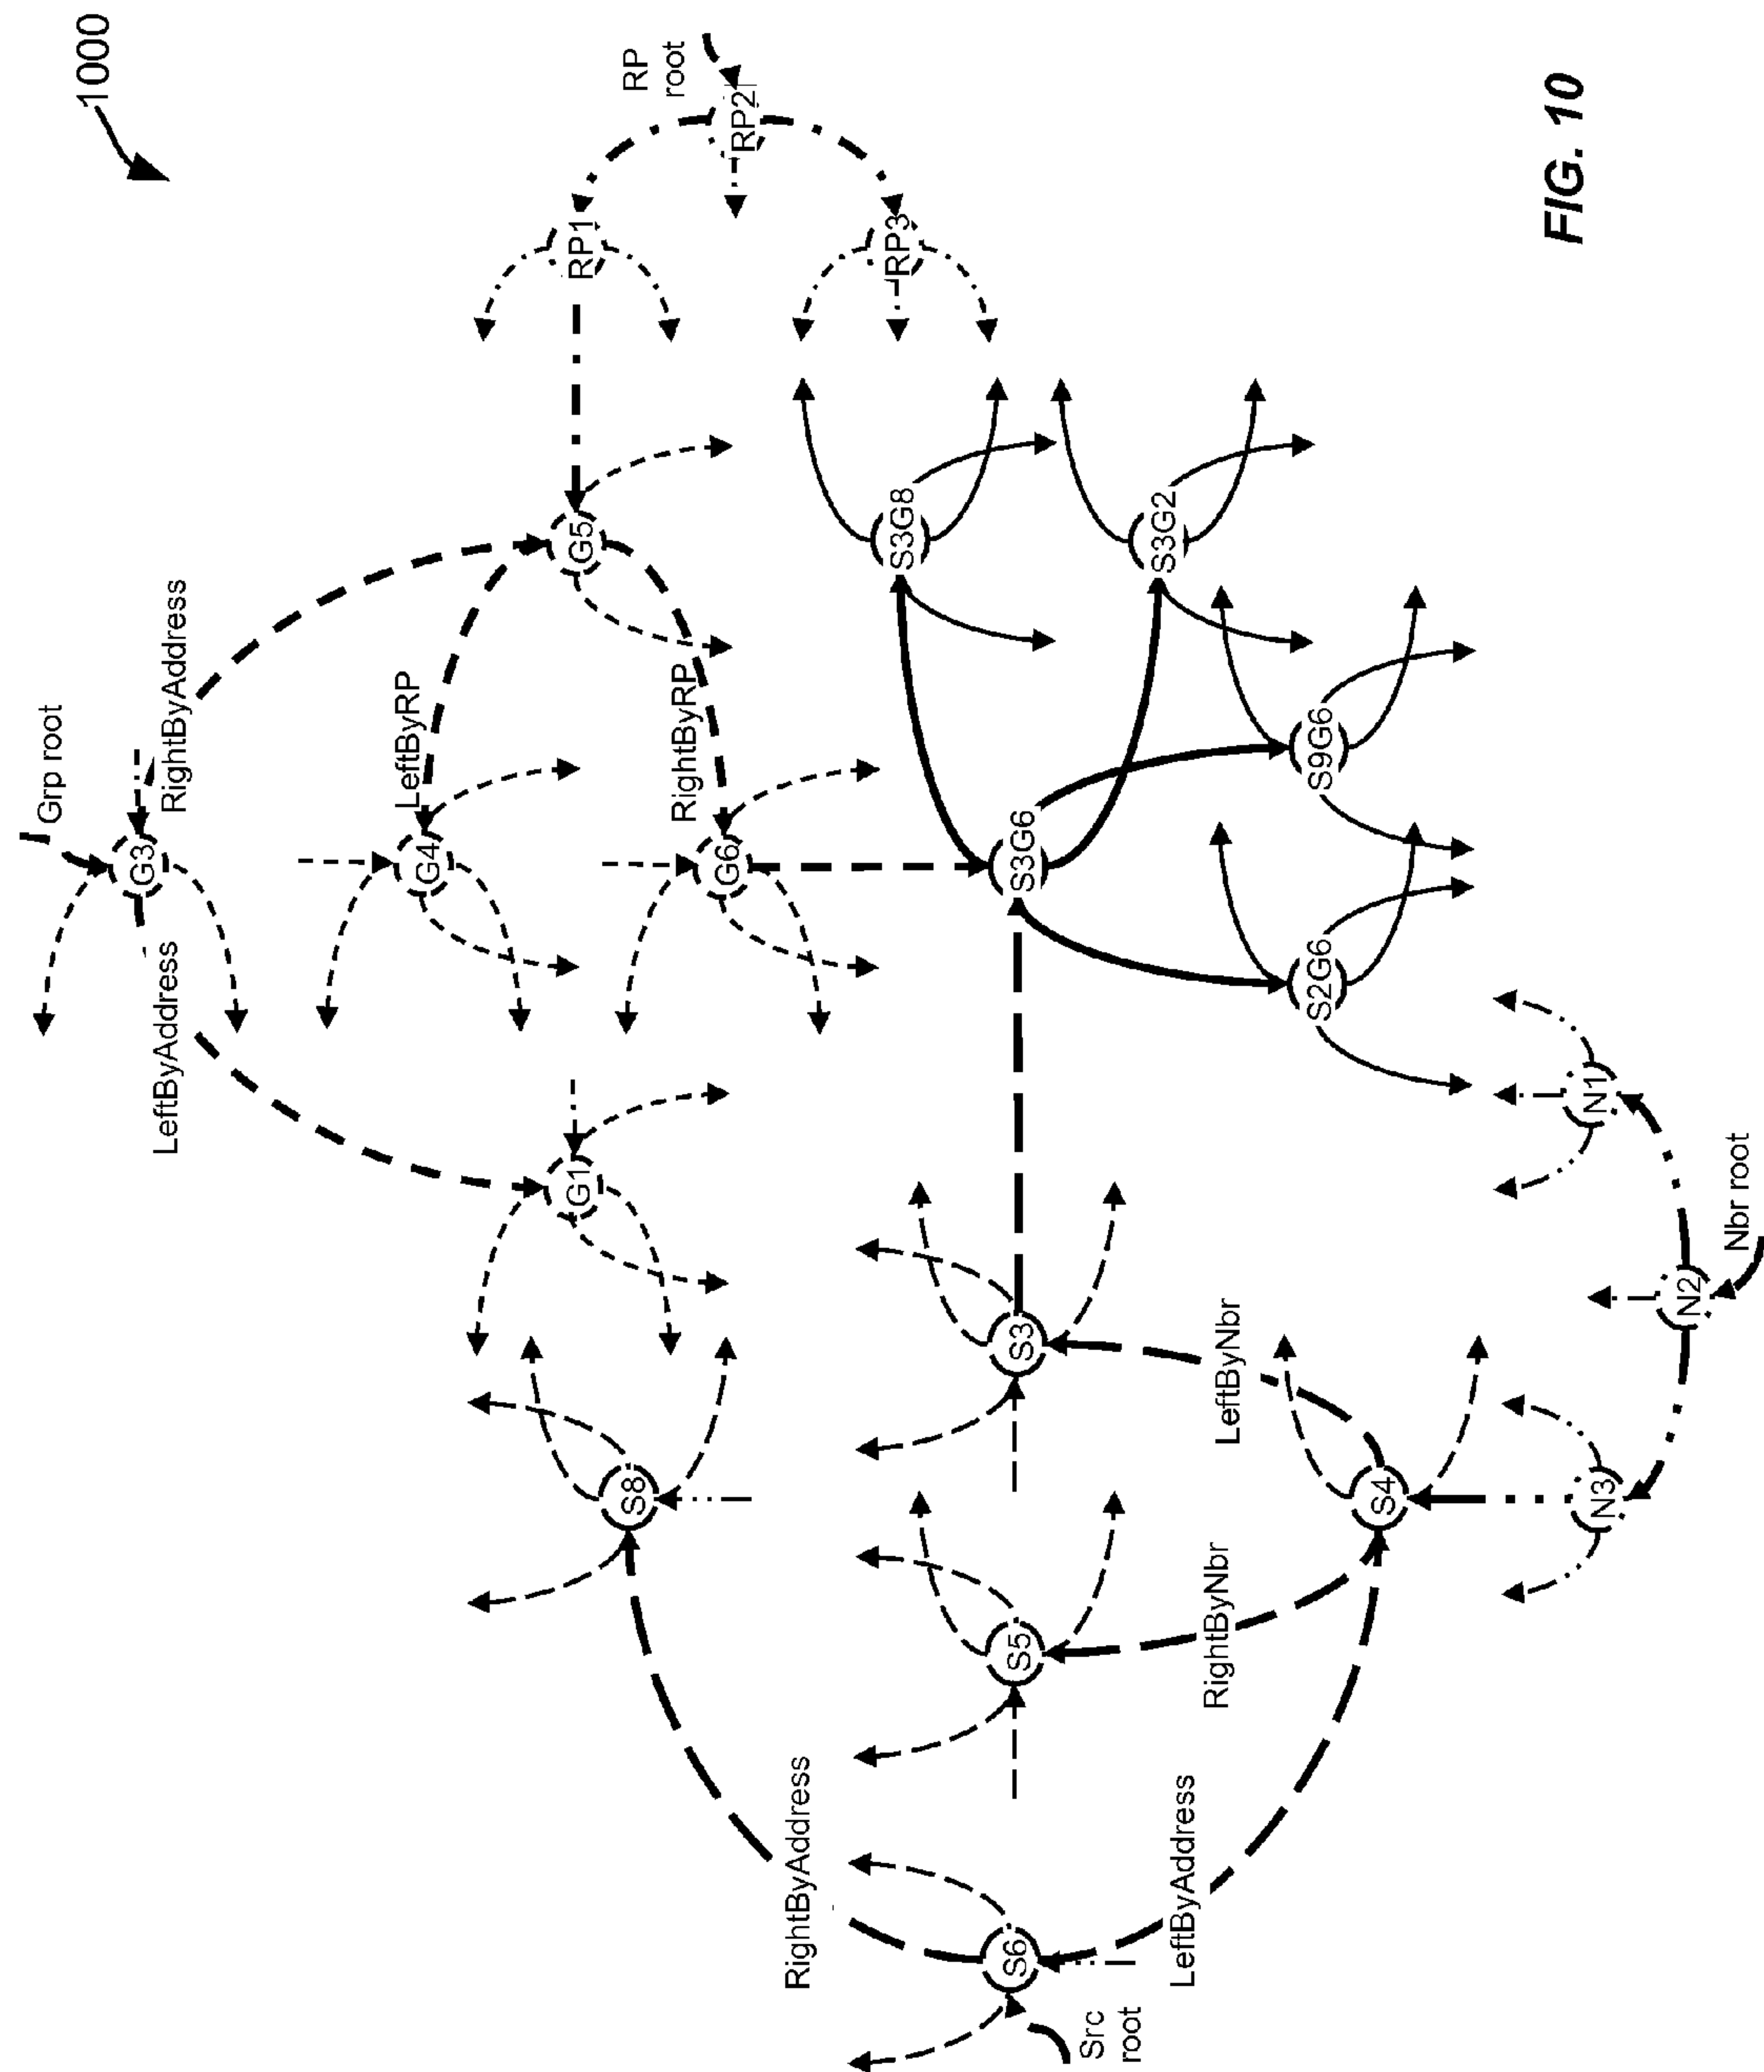 1000
RP
root
RP2
RP1
RP3
Grp root
G3
RightByAddress
LeftByAddress
G5
LeftByRP
RightByRP
G4
G6
G1
S3G8
S3G2
S3G6
S9G6
S2G6
S8
S3
S5
S4
S6
LeftByNbr
RightByNbr
RightByAddress
LeftByAddress
Src
root
N1
N2
N3
Nbr root
FIG. 10